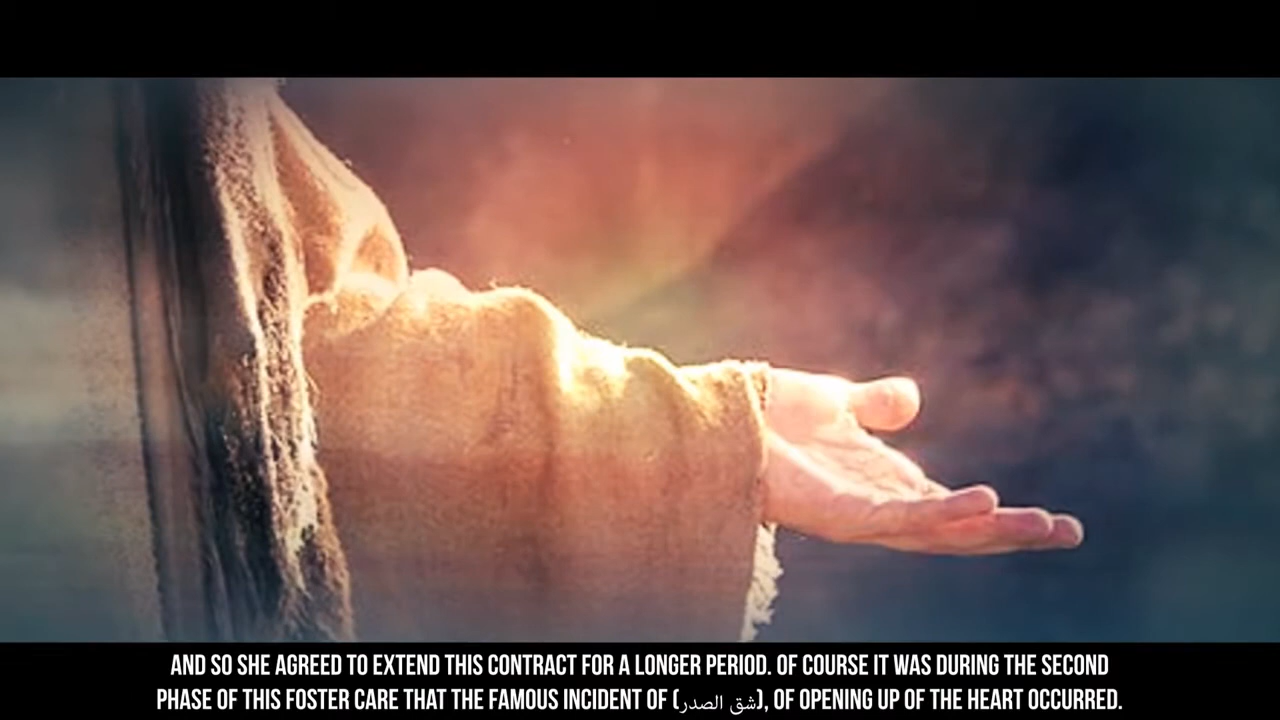 AND SO SHE AGREED TO EXTEND THIS CONTRACT FOR A LONGER PERIOD. OF COURSE IT WAS DURING THE SECOND
PHASE OF THIS FOSTER CARE THAT THE FAMOUS INCIDENT OF (شق الصدر), OF OPENING UP OF THE HEART OCCURRED.